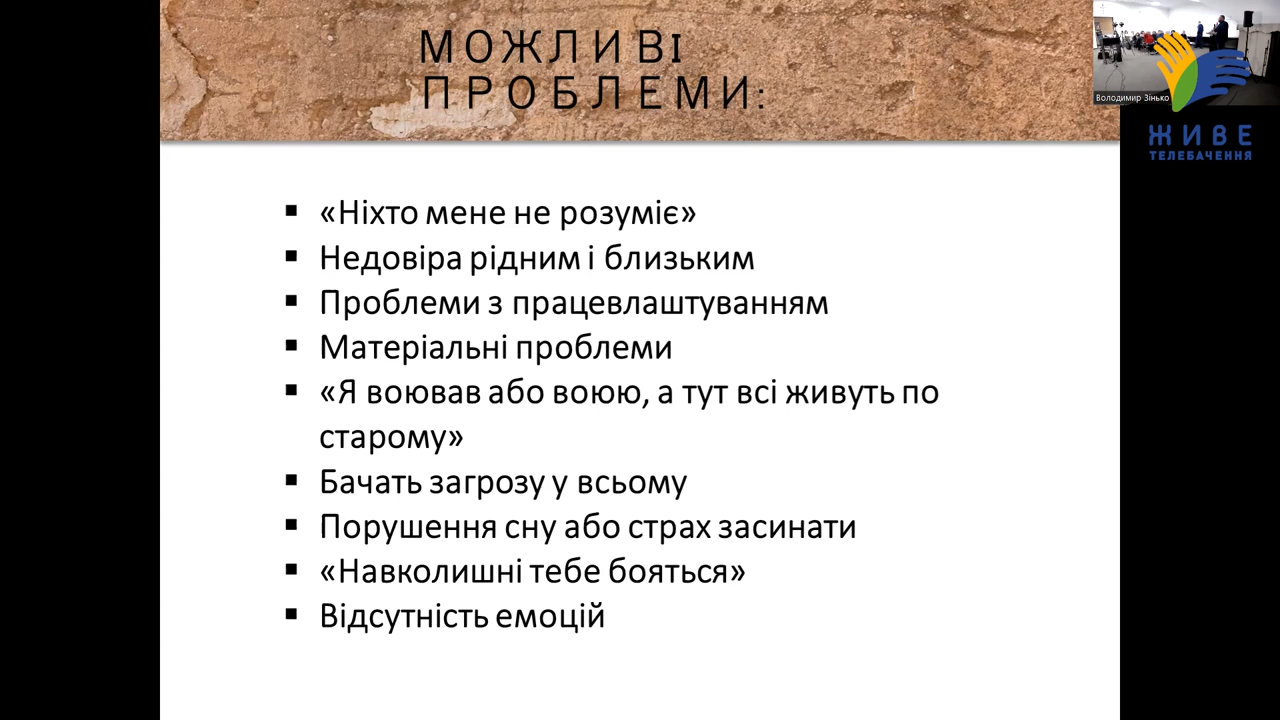 МОЖЛИВІ
ПРОБЛЕМИ:
▪ «Ніхто мене не розуміє»
▪ Недовіра рідним і близьким
▪ Проблеми з працевлаштуванням
▪ Матеріальні проблеми
▪ «Я воював або воюю, а тут всі живуть по
старому»
▪ Бачать загрозу у всьому
▪ Порушення сну або страх засинати
▪ «Навколишні тебе бояться»
▪ Відсутність емоцій
Володимир Зінько
ЖИВЕ
ТЕЛЕБАЧЕННЯ